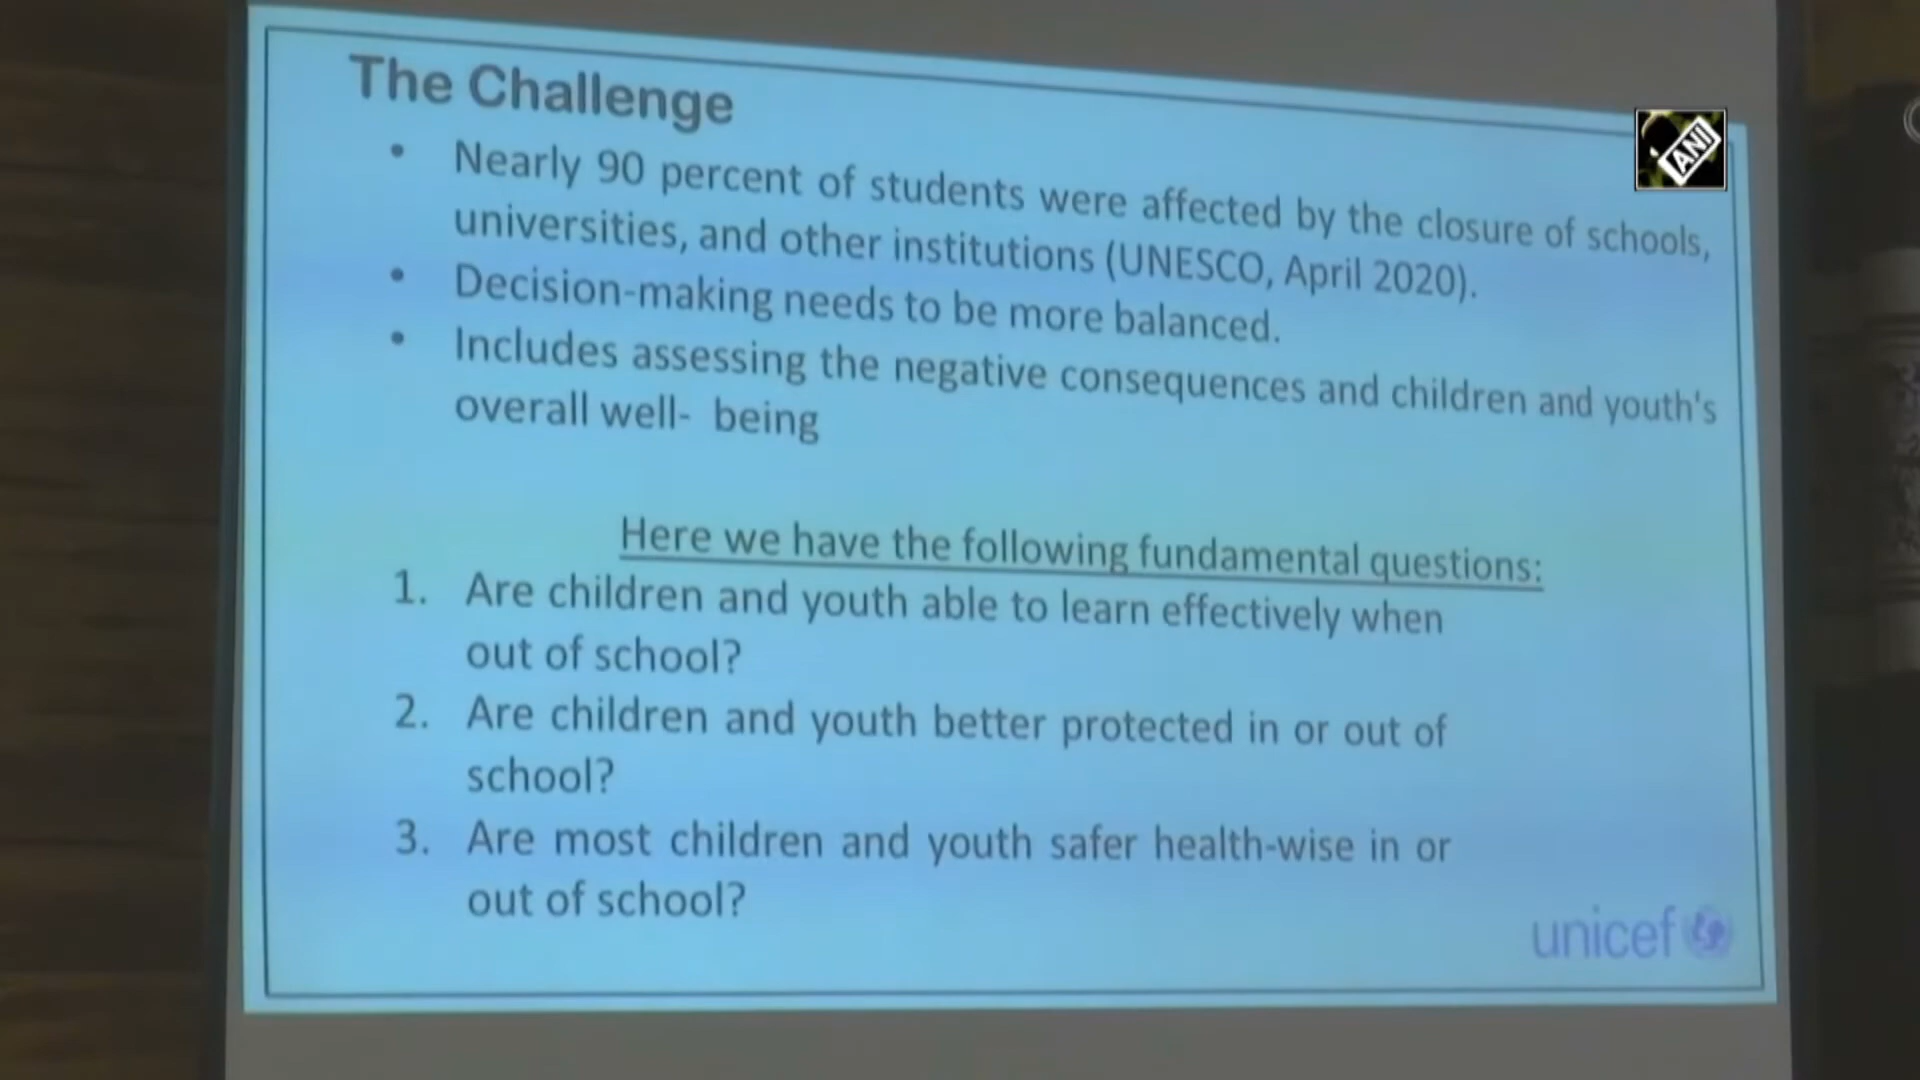 The Challenge
ANI
• Nearly 90 percent of students were affected by the closure of schools,
universities, and other institutions (UNESCO, April 2020).
• Decision-making needs to be more balanced.
• Includes assessing the negative consequences and children and youth's
overall well- being
Here we have the following fundamental questions:
1. Are children and youth able to learn effectively when
out of school?
2. Are children and youth better protected in or out of
school?
3. Are most children and youth safer health-wise in or
out of school?
unicef